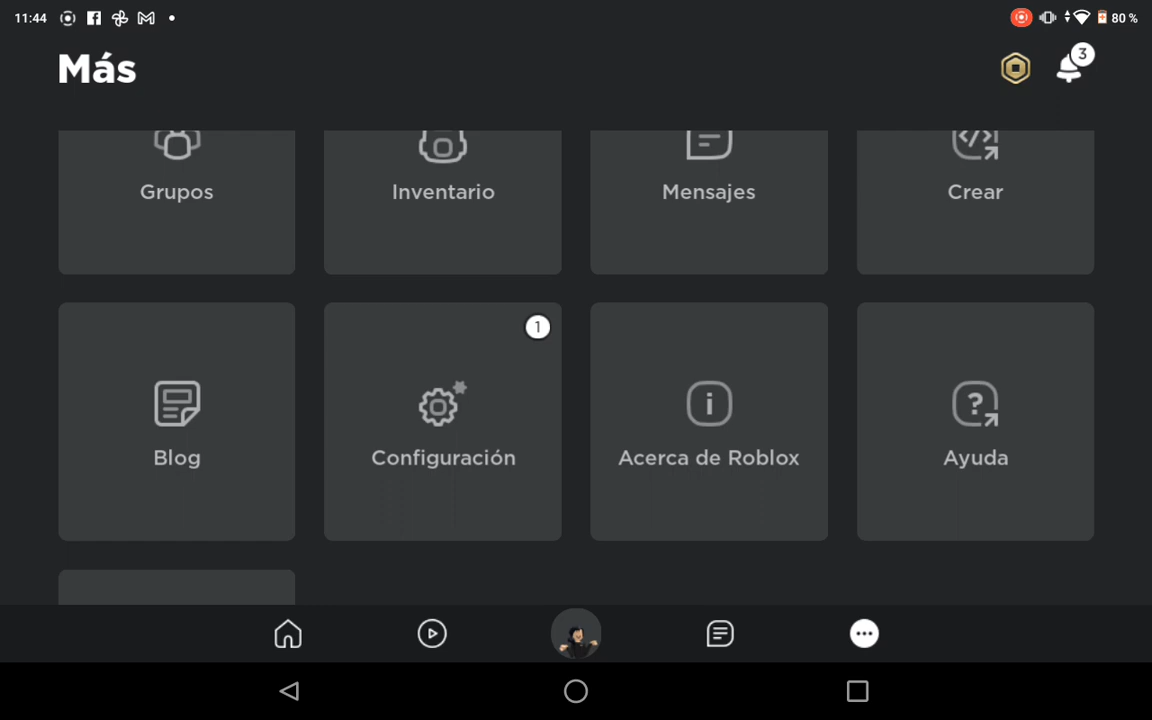 11:44
80 %
Más
3
Grupos
Inventario
Mensajes
Crear
1
Blog
Configuración
Acerca de Roblox
Ayuda